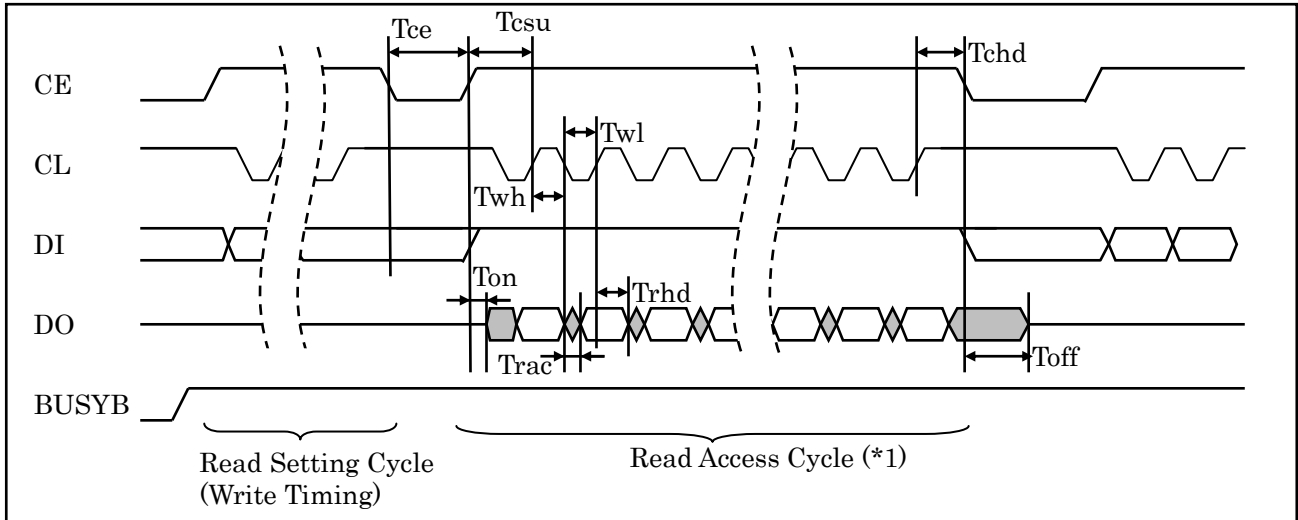 Tce
Tcsu
Tchd
CE
Twl
CL
Twh
DI
Ton
Trhd
DO
Trac
Toff
BUSYB
Read Setting Cycle
(Write Timing)
Read Access Cycle (*1)